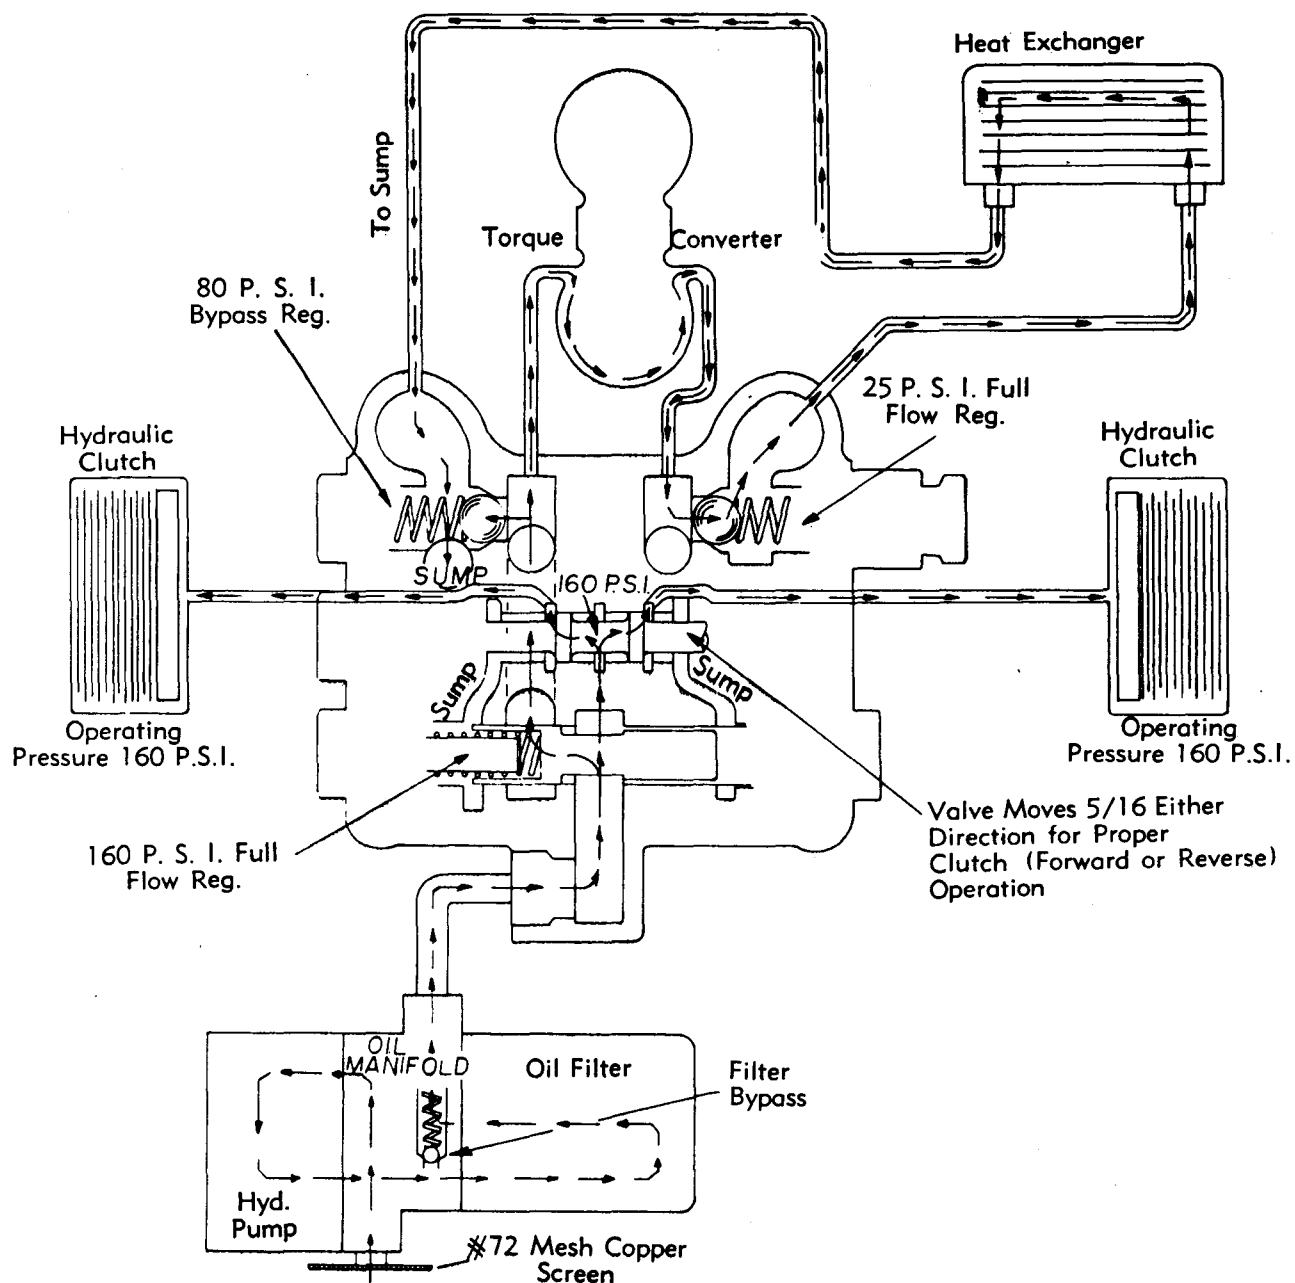 Heat Exchanger
To Sump
Torque
Converter
80 P. S. I.
Bypass Reg.
25 P. S. I. Full
Flow Reg.
Hydraulic
Clutch
Hydraulic
Clutch
SUMP
160 P.S.I.
Sump
Sump
Operating
Pressure 160 P.S.I.
Operating
Pressure 160 P.S.I.
Valve Moves 5/16 Either
Direction for Proper
Clutch (Forward or Reverse)
Operation
160 P. S. I. Full
Flow Reg.
OIL
MANIFOLD
Oil Filter
Filter
Bypass
Hyd.
Pump
#72 Mesh Copper
Screen